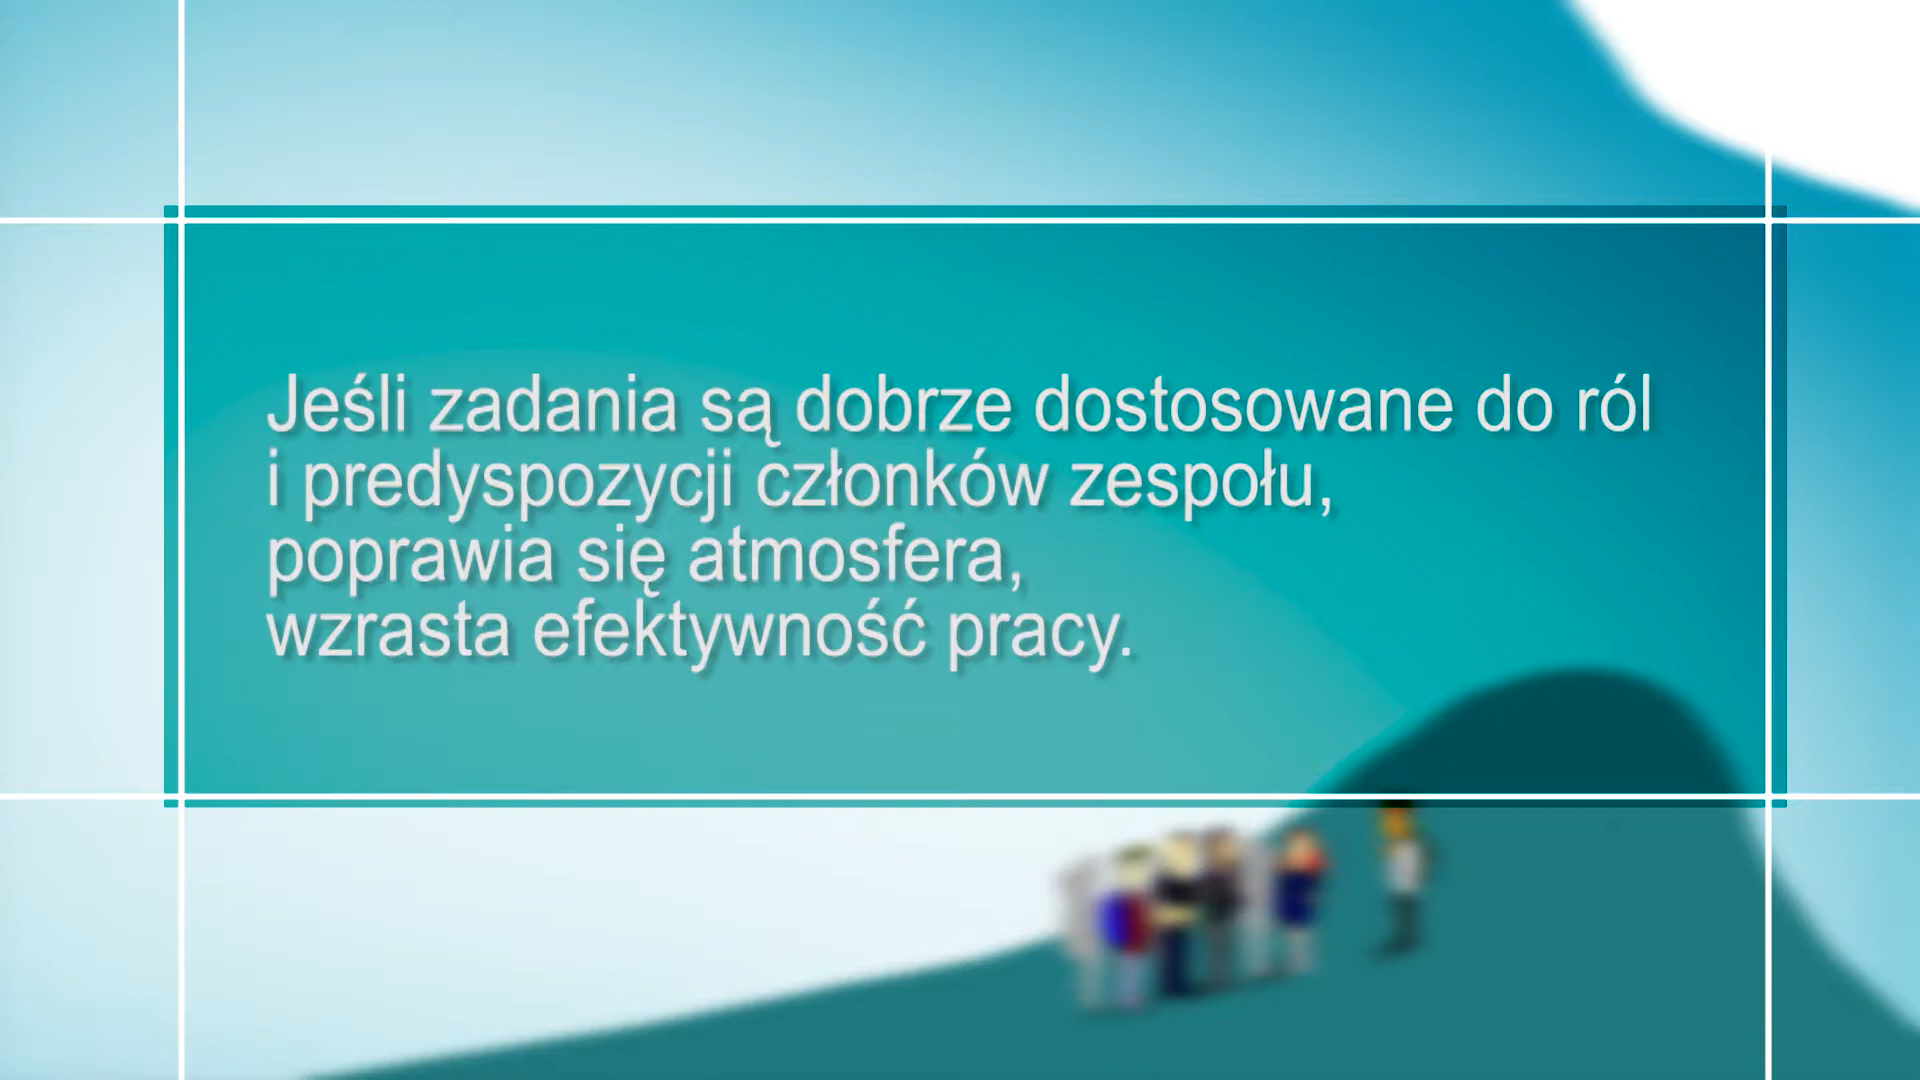 Jeśli zadania są dobrze dostosowane do ról
i predyspozycji członków zespołu,
poprawia się atmosfera,
wzrasta efektywność pracy.